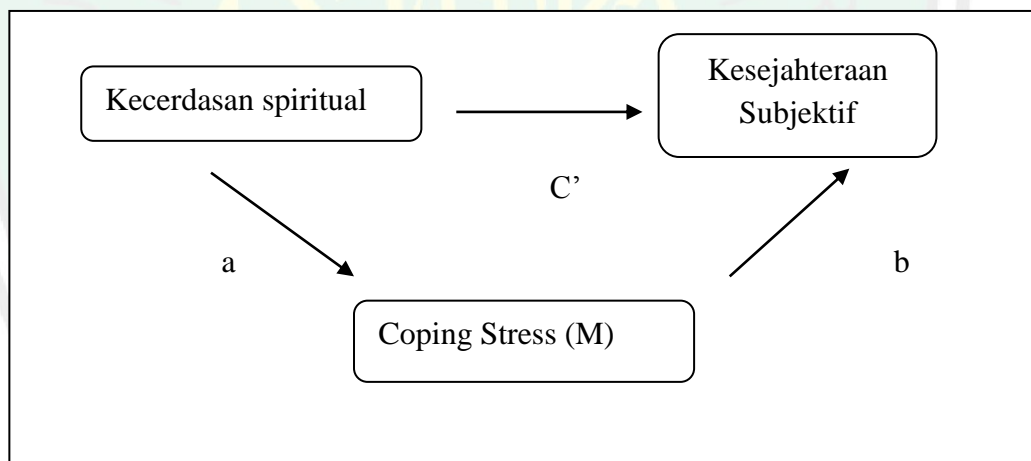 Kecerdasan spiritual
Kesejahteraan
Subjektif
C’
a
b
Coping Stress (M)